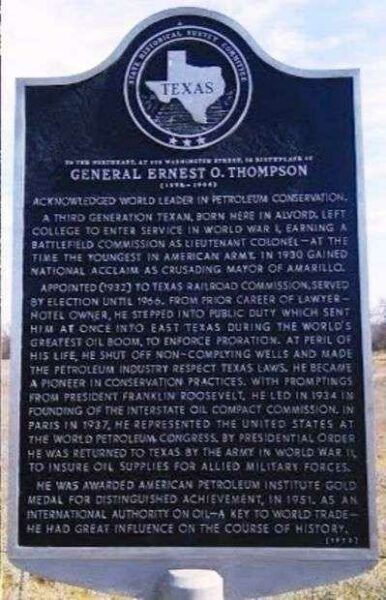 STATE HISTORICAL SURVEY COMMITTEE
TEXAS
TO THE NORTHEAST, AT WASHINGTON STREET, IS BIRTHPLACE OF
GENERAL ERNEST O. THOMPSON
ACKNOWLEDGED WORLD LEADER IN PETROLEUM CONSERVATION.
A THIRD GENERATION TEXAN, BORN HERE IN ALVORD. LEFT
COLLEGE TO ENTER SERVICE IN WORLD WAR I, EARNING A
BATTLEFIELD COMMISSION AS LIEUTENANT COLONEL—AT THE
TIME THE YOUNGEST IN AMERICAN ARMY. IN 1930 GAINED
NATIONAL ACCLAIM AS CRUSADING MAYOR OF AMARILLO.
APPOINTED (1932) TO TEXAS RAILROAD COMMISSION, SERVED
BY ELECTION UNTIL 1966. FROM PRIOR CAREER OF LAWYER—
HOTEL OWNER, HE STEPPED INTO PUBLIC DUTY WHICH SENT
HIM AT ONCE INTO EAST TEXAS DURING THE WORLD'S
GREATEST OIL BOOM, TO ENFORCE PRORATION. AT PERIL OF
HIS LIFE, HE SHUT OFF NON-COMPLYING WELLS AND MADE
THE PETROLEUM INDUSTRY RESPECT TEXAS LAWS. HE BECAME
A PIONEER IN CONSERVATION PRACTICES. WITH PROMPTINGS
FROM PRESIDENT FRANKLIN ROOSEVELT, HE LED IN 1934 IN
FOUNDING OF THE INTERSTATE OIL COMPACT COMMISSION. IN
PARIS IN 1937, HE REPRESENTED THE UNITED STATES AT
THE WORLD PETROLEUM CONGRESS. BY PRESIDENTIAL ORDER
HE WAS RETURNED TO TEXAS BY THE ARMY IN WORLD WAR II,
TO INSURE OIL SUPPLIES FOR ALLIED MILITARY FORCES.
HE WAS AWARDED AMERICAN PETROLEUM INSTITUTE GOLD
MEDAL FOR DISTINGUISHED ACHIEVEMENT, IN 1951. AS AN
INTERNATIONAL AUTHORITY ON OIL—A KEY TO WORLD TRADE—
HE HAD GREAT INFLUENCE ON THE COURSE OF HISTORY.